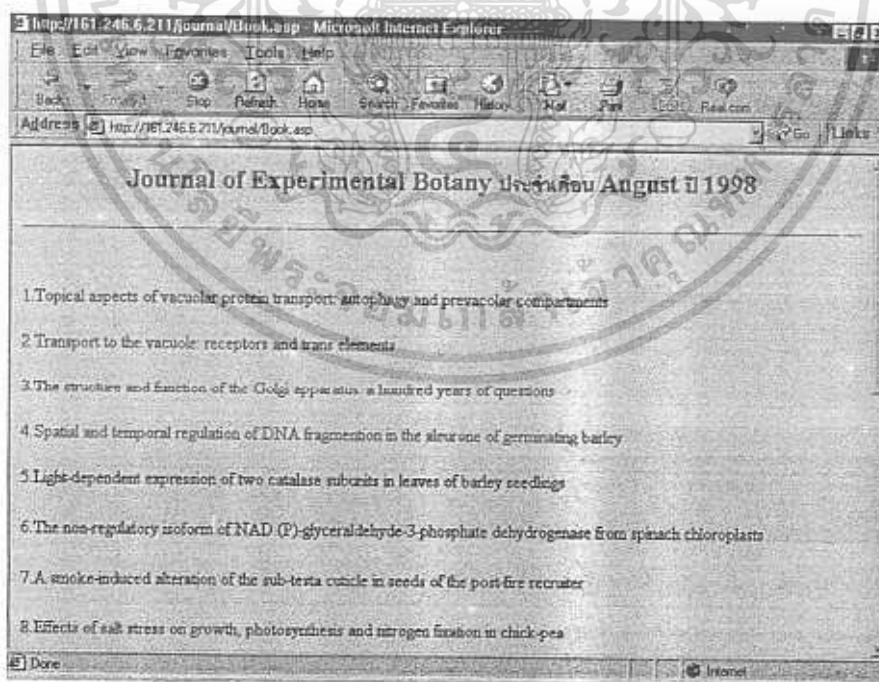 http://161.246.6.211/journal/Book.asp - Microsoft Internet Explorer
File Edit View Favorites Tools Help
Back Forward Stop Refresh Home Search Favorites History Mail Print Edit Real.com
Address http://161.246.6.211/journal/Book.asp Go Links
Journal of Experimental Botany ประจำเดือน August ปี 1998
1.Topical aspects of vacuolar protein transport: autophagy and prevacolar compartments
2.Transport to the vacuole: receptors and trans elements
3.The structure and function of the Golgi apparatus: a hundred years of questions
4.Spatial and temporal regulation of DNA fragmention in the aleurone of germinating barley
5.Light-dependent expression of two catalase subunits in leaves of barley seedlings
6.The non-regulatory isoform of NAD (P)-glyceraldehyde-3-phosphate dehydrogenase from spinach chloroplasts
7.A smoke-induced alteration of the sub-testa cuticle in seeds of the post-fire recruiter
8.Effects of salt stress on growth, photosynthesis and nitrogen fixation in chick-pea
Done Internet